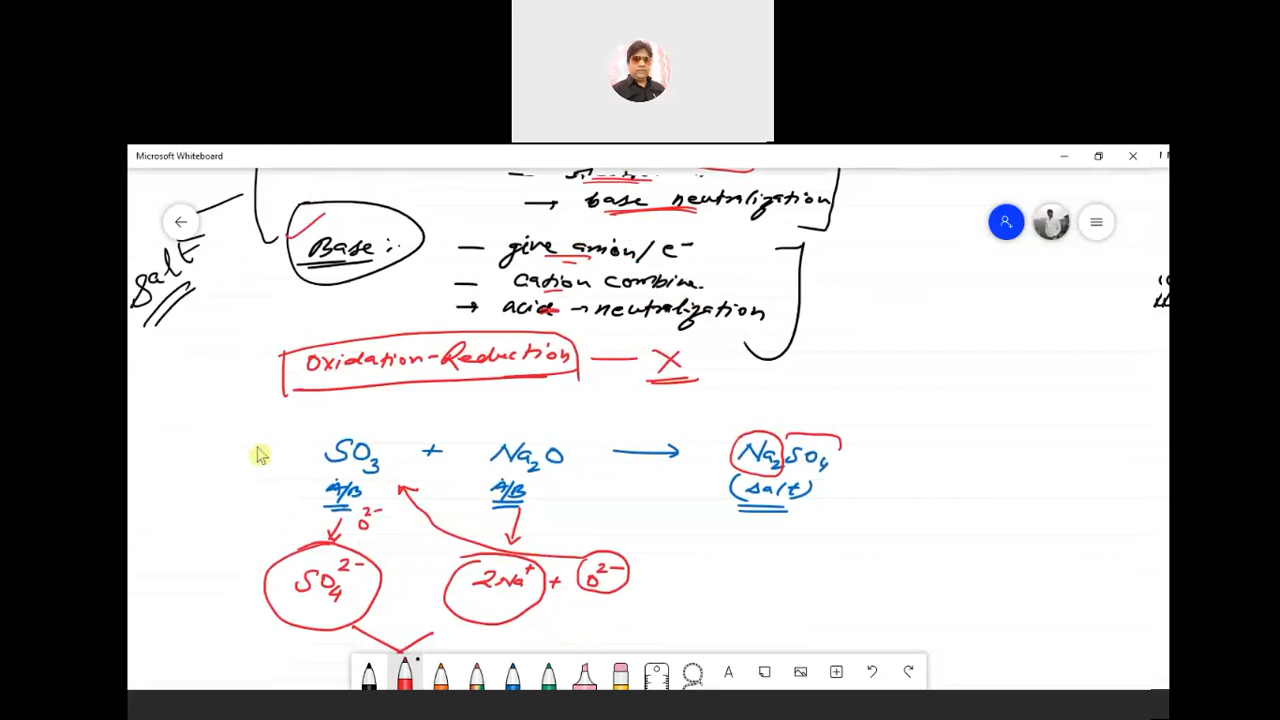 Microsoft Whiteboard
→ base neutralization
Salt
Base :. — give anion/e⁻
— cation combine.
→ acid → neutralization
Oxidation-Reduction — X
SO₃ + Na₂O → Na₂SO₄
A/B A/B (salt)
O²⁻
SO₄²⁻ 2Na⁺ + O²⁻
A